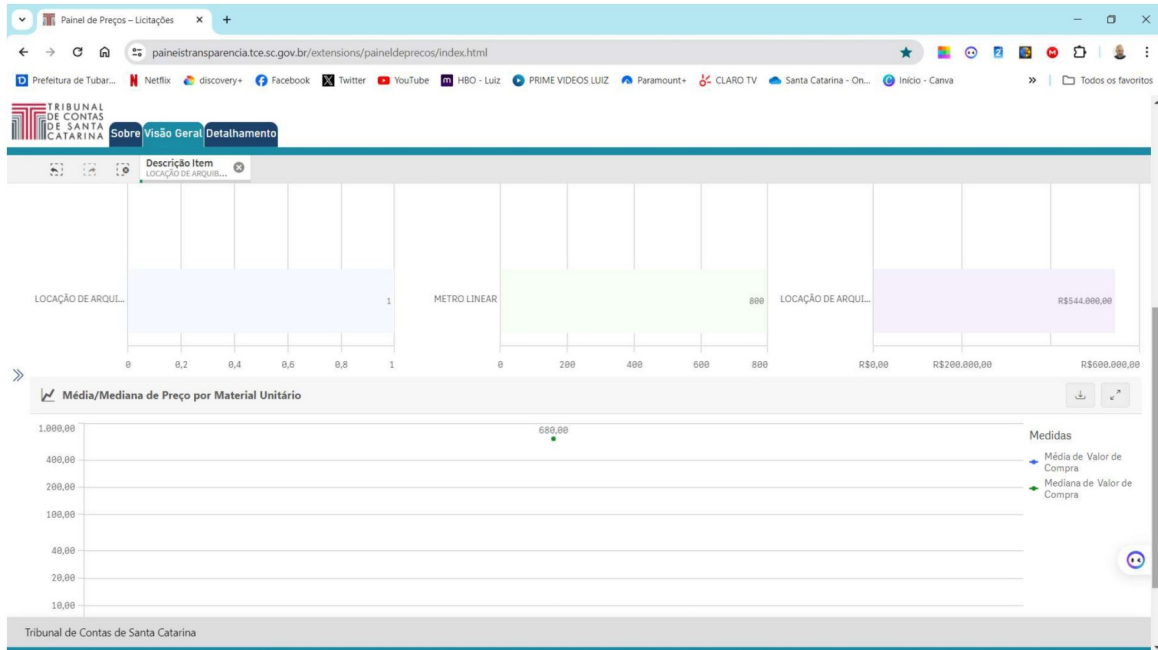 Painel de Preços – Licitações
paineistransparencia.tce.sc.gov.br/extensions/paineldeprecos/index.html
Prefeitura de Tubar... Netflix discovery+ Facebook Twitter YouTube HBO - Luiz PRIME VIDEOS LUIZ Paramount+ CLARO TV Santa Catarina - On... Início - Canva » Todos os favoritos
TRIBUNAL
DE CONTAS
DE SANTA
CATARINA
Sobre Visão Geral Detalhamento
Descrição Item
LOCAÇÃO DE ARQUIB...
LOCAÇÃO DE ARQUI... 1 METRO LINEAR 800 LOCAÇÃO DE ARQUI... R$544.000,00
0 0,2 0,4 0,6 0,8 1 0 200 400 600 800 R$0,00 R$200.000,00 R$600.000,00
Média/Mediana de Preço por Material Unitário
1.000,00 680,00
Medidas
400,00 Média de Valor de
Compra
200,00 Mediana de Valor de
Compra
100,00
40,00
20,00
10,00
Tribunal de Contas de Santa Catarina